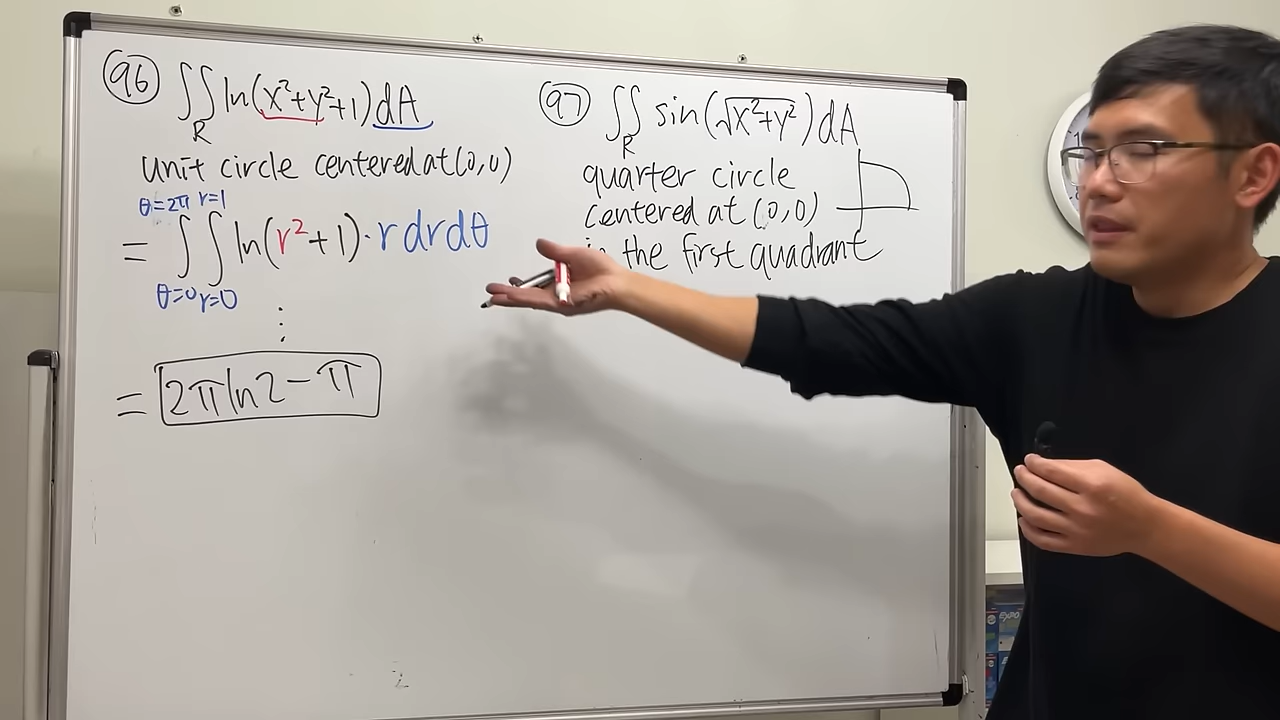 96 ∬ ln(x²+y²+1) dA
R
unit circle centered at (0,0)
θ=2π r=1
= ∫∫ ln(r²+1)·r dr dθ
θ=0 r=0
⋮
= 2π ln2 − π
97 ∬ sin(√x²+y²) dA
R
quarter circle
centered at (0,0)
the first quadrant
EXPO